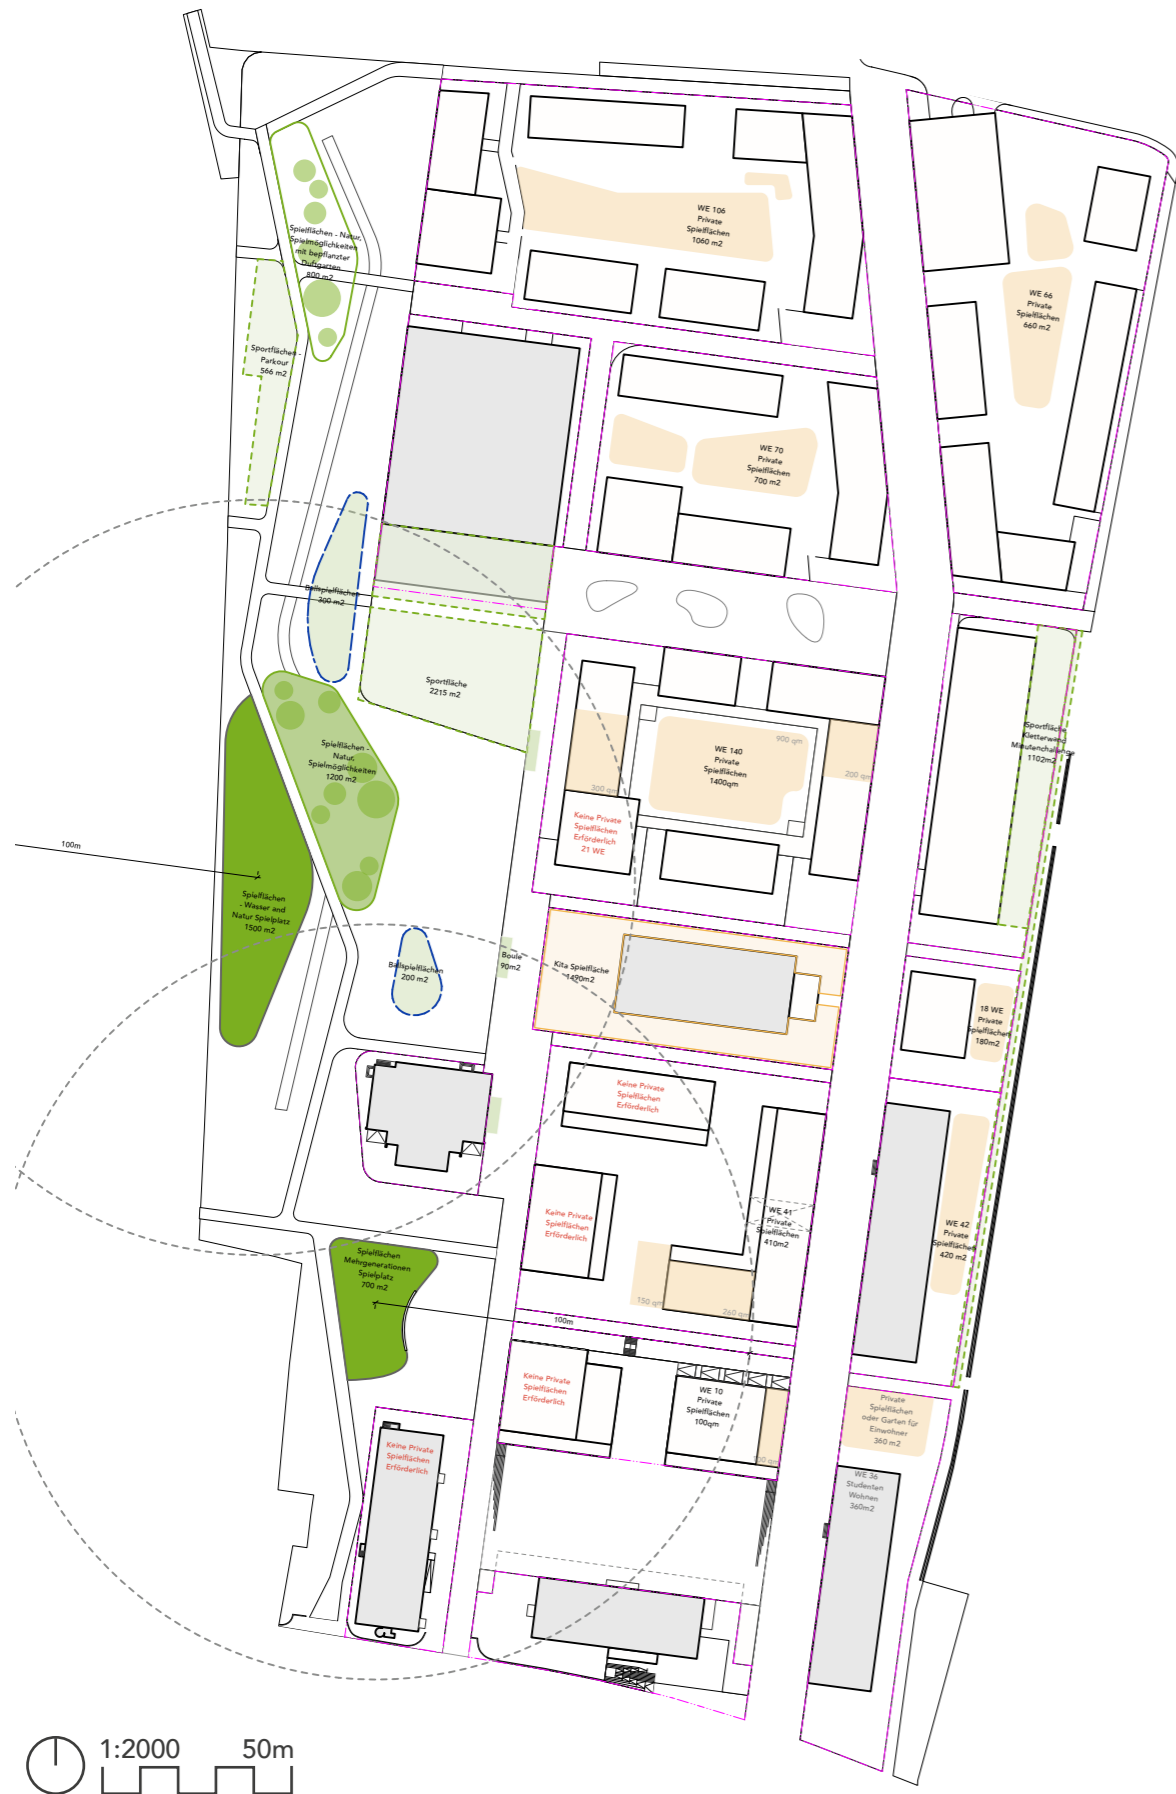 WE 106
Private
Spielflächen
1060 m2
Spielflächen - Natur,
Spielmöglichkeiten
mit bepflanzter
Duftgarten
800 m2
WE 66
Private
Spielflächen
660 m2
Sportflächen -
Parkour
566 m2
WE 70
Private
Spielflächen
700 m2
Ballspielflächen
300 m2
Sportfläche
2215 m2
Spielflächen -
Natur,
Spielmöglichkeiten
1200 m2
WE 140
Private
Spielflächen
1400qm
900 qm
200 qm
300 qm
Keine Private
Spielflächen
Erförderlich
21 WE
Sportfläche
Kletterwand
Minutenchallenge
1102m2
100m
Spielflächen
- Wasser and
Natur Spielplatz
1500 m2
Ballspielflächen
200 m2
Boule
90m2
Kita Spielfläche
1490m2
18 WE
Private
Spielflächen
180m2
Keine Private
Spielflächen
Erförderlich
Keine Private
Spielflächen
Erförderlich
WE 41
Private
Spielflächen
410m2
WE 42
Private
Spielflächen
420 m2
Spielflächen
Mehrgenerationen
Spielplatz
700 m2
150 qm
260 qm
100m
Keine Private
Spielflächen
Erförderlich
WE 10
Private
Spielflächen
100qm
100 qm
Private
Spielflächen
oder Garten für
Einwohner
360 m2
Keine Private
Spielflächen
Erförderlich
WE 36
Studenten
Wohnen
360m2
1:2000
50m